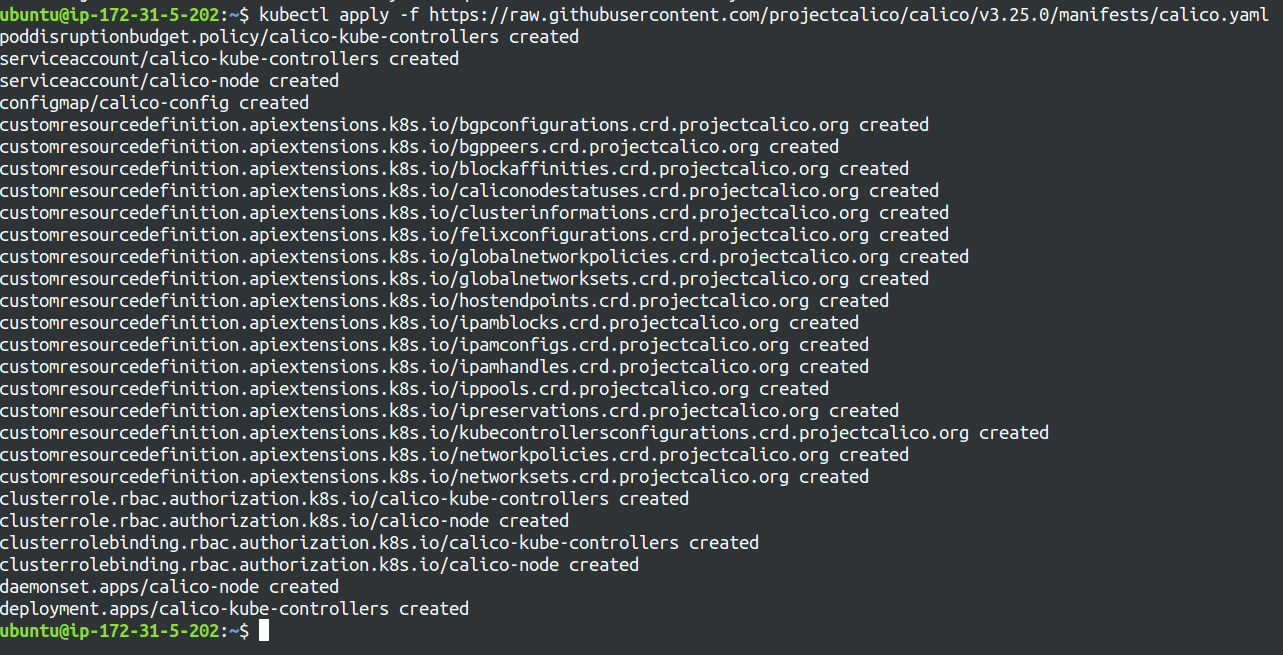 ubuntu@ip-172-31-5-202:~$ kubectl apply -f https://raw.githubusercontent.com/projectcalico/calico/v3.25.0/manifests/calico.yaml
poddisruptionbudget.policy/calico-kube-controllers created
serviceaccount/calico-kube-controllers created
serviceaccount/calico-node created
configmap/calico-config created
customresourcedefinition.apiextensions.k8s.io/bgpconfigurations.crd.projectcalico.org created
customresourcedefinition.apiextensions.k8s.io/bgppeers.crd.projectcalico.org created
customresourcedefinition.apiextensions.k8s.io/blockaffinities.crd.projectcalico.org created
customresourcedefinition.apiextensions.k8s.io/caliconodestatuses.crd.projectcalico.org created
customresourcedefinition.apiextensions.k8s.io/clusterinformations.crd.projectcalico.org created
customresourcedefinition.apiextensions.k8s.io/felixconfigurations.crd.projectcalico.org created
customresourcedefinition.apiextensions.k8s.io/globalnetworkpolicies.crd.projectcalico.org created
customresourcedefinition.apiextensions.k8s.io/globalnetworksets.crd.projectcalico.org created
customresourcedefinition.apiextensions.k8s.io/hostendpoints.crd.projectcalico.org created
customresourcedefinition.apiextensions.k8s.io/ipamblocks.crd.projectcalico.org created
customresourcedefinition.apiextensions.k8s.io/ipamconfigs.crd.projectcalico.org created
customresourcedefinition.apiextensions.k8s.io/ipamhandles.crd.projectcalico.org created
customresourcedefinition.apiextensions.k8s.io/ippools.crd.projectcalico.org created
customresourcedefinition.apiextensions.k8s.io/ipreservations.crd.projectcalico.org created
customresourcedefinition.apiextensions.k8s.io/kubecontrollersconfigurations.crd.projectcalico.org created
customresourcedefinition.apiextensions.k8s.io/networkpolicies.crd.projectcalico.org created
customresourcedefinition.apiextensions.k8s.io/networksets.crd.projectcalico.org created
clusterrole.rbac.authorization.k8s.io/calico-kube-controllers created
clusterrole.rbac.authorization.k8s.io/calico-node created
clusterrolebinding.rbac.authorization.k8s.io/calico-kube-controllers created
clusterrolebinding.rbac.authorization.k8s.io/calico-node created
daemonset.apps/calico-node created
deployment.apps/calico-kube-controllers created
ubuntu@ip-172-31-5-202:~$